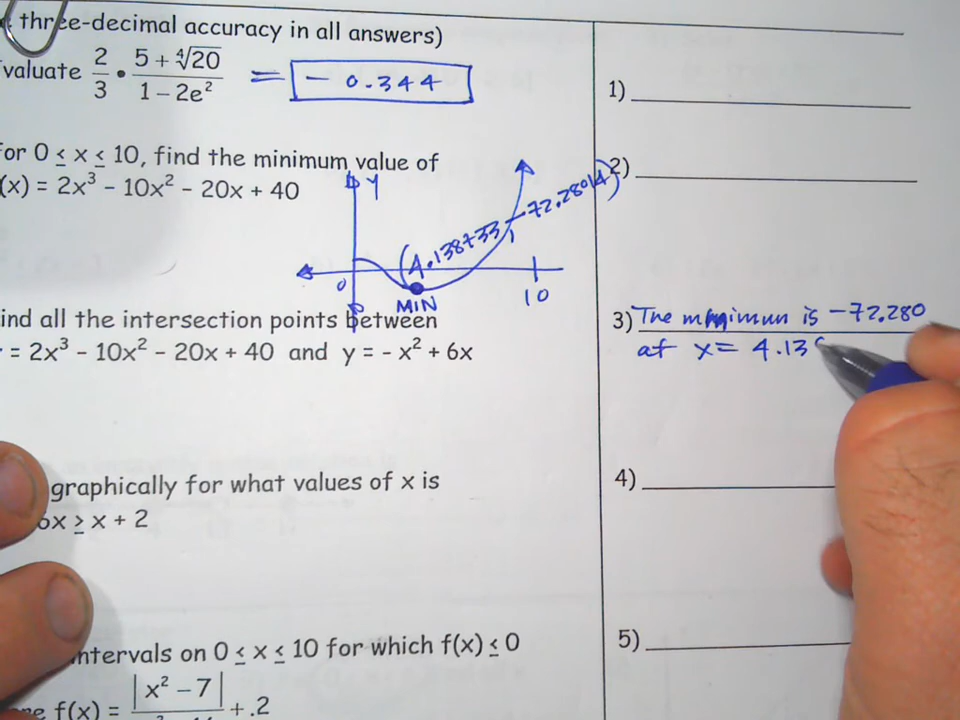 three-decimal accuracy in all answers)
valuate 2/3 • (5 + ∜20)/(1 – 2e²) = – 0.344
1)
or 0 ≤ x ≤ 10, find the minimum value of
(x) = 2x³ – 10x² – 20x + 40
2)
Y
(4.138733, –72.28014)
0
MIN
10
ind all the intersection points between
= 2x³ – 10x² – 20x + 40 and y = - x² + 6x
3) The minimun is –72.280
at x = 4.138
graphically for what values of x is
6x ≥ x + 2
4)
ntervals on 0 ≤ x ≤ 10 for which f(x) ≤ 0
5)
f(x) = |x² – 7| + .2